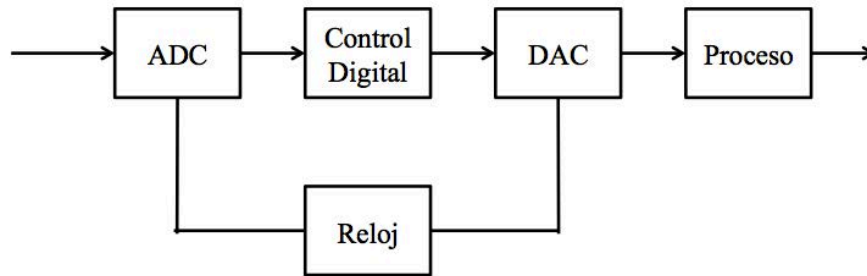 ADC
Control
Digital
DAC
Proceso
Reloj